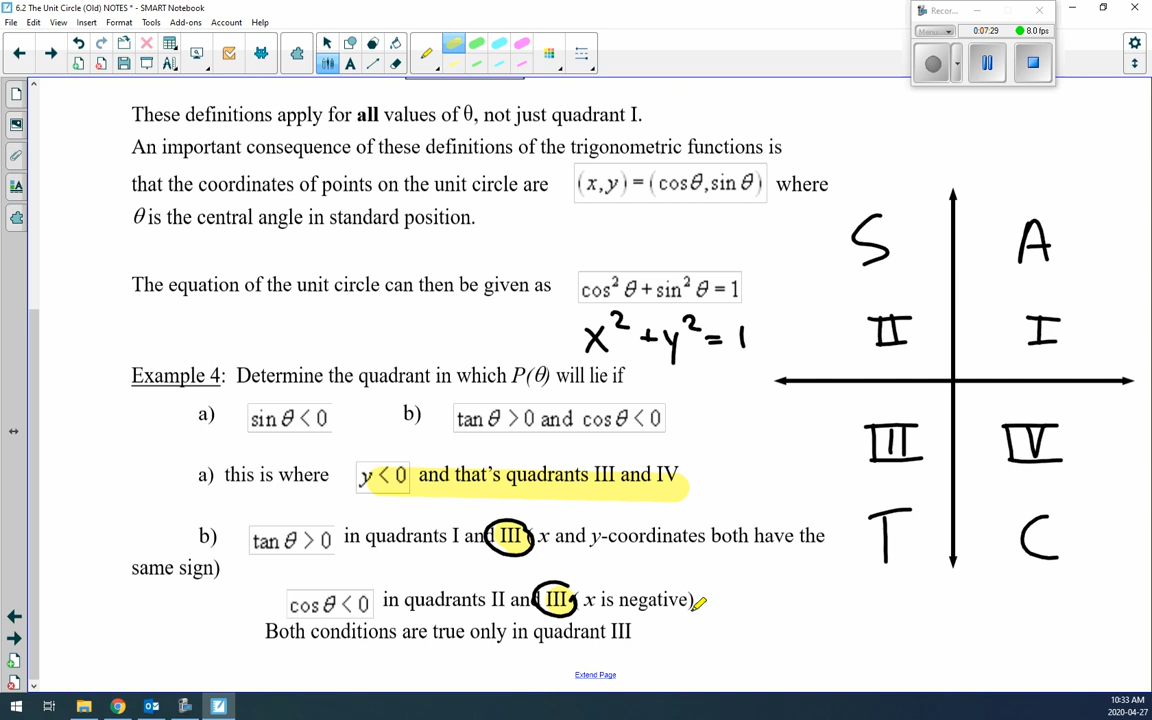 6.2 The Unit Circle (Old) NOTES * - SMART Notebook
File Edit View Insert Format Tools Add-ons Account Help
Recor...
Menu
0:07:29
8.0 fps
These definitions apply for all values of θ, not just quadrant I.
An important consequence of these definitions of the trigonometric functions is
that the coordinates of points on the unit circle are (x,y) = (cosθ,sinθ) where
θ is the central angle in standard position.
The equation of the unit circle can then be given as cos² θ + sin² θ = 1
x² + y² = 1
Example 4: Determine the quadrant in which P(θ) will lie if
a) sin θ < 0 b) tan θ > 0 and cos θ < 0
a) this is where y < 0 and that's quadrants III and IV
b) tan θ > 0 in quadrants I and III ( x and y-coordinates both have the
same sign)
cos θ < 0 in quadrants II and III ( x is negative)
Both conditions are true only in quadrant III
S A
II I
III IV
T C
Extend Page
10:33 AM
2020-04-27